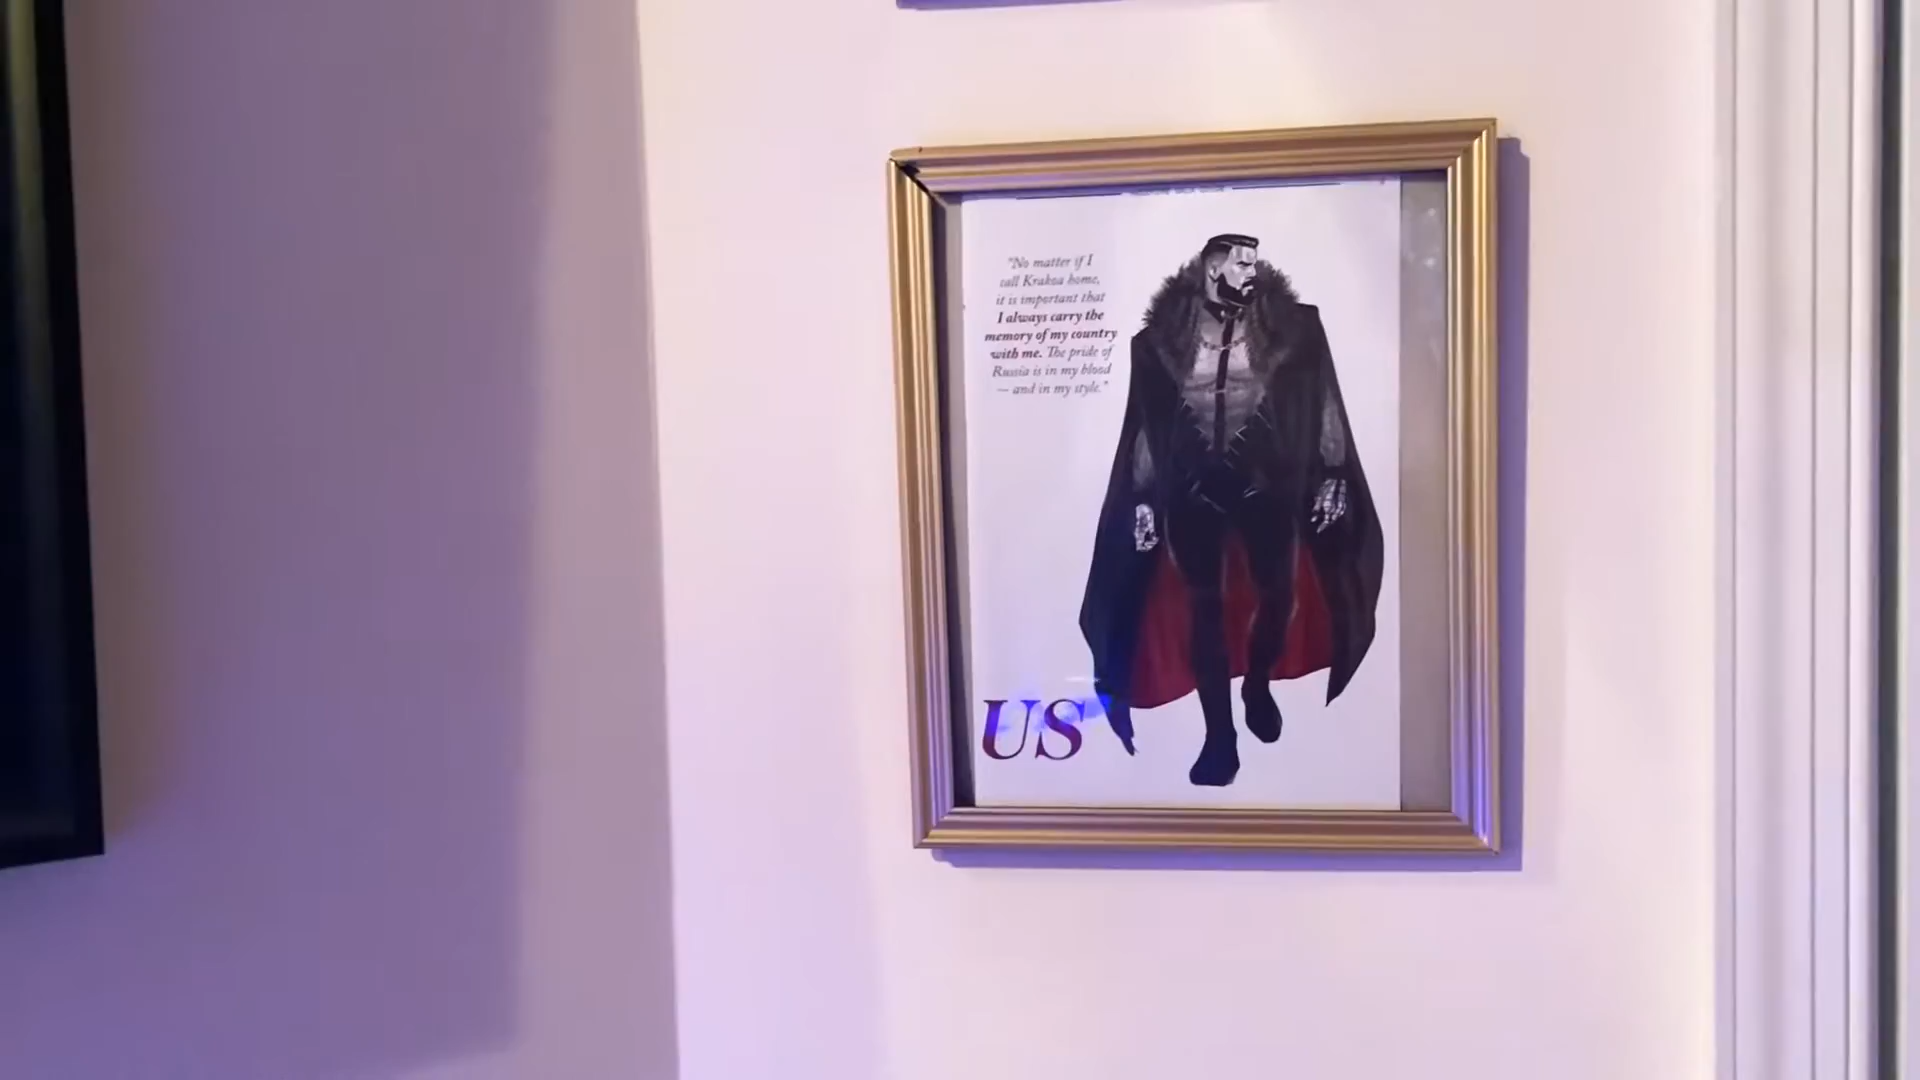 "No matter if I
call Krakoa home,
it is important that
I always carry the
memory of my country
with me. The pride of
Russia is in my blood
— and in my style."
US